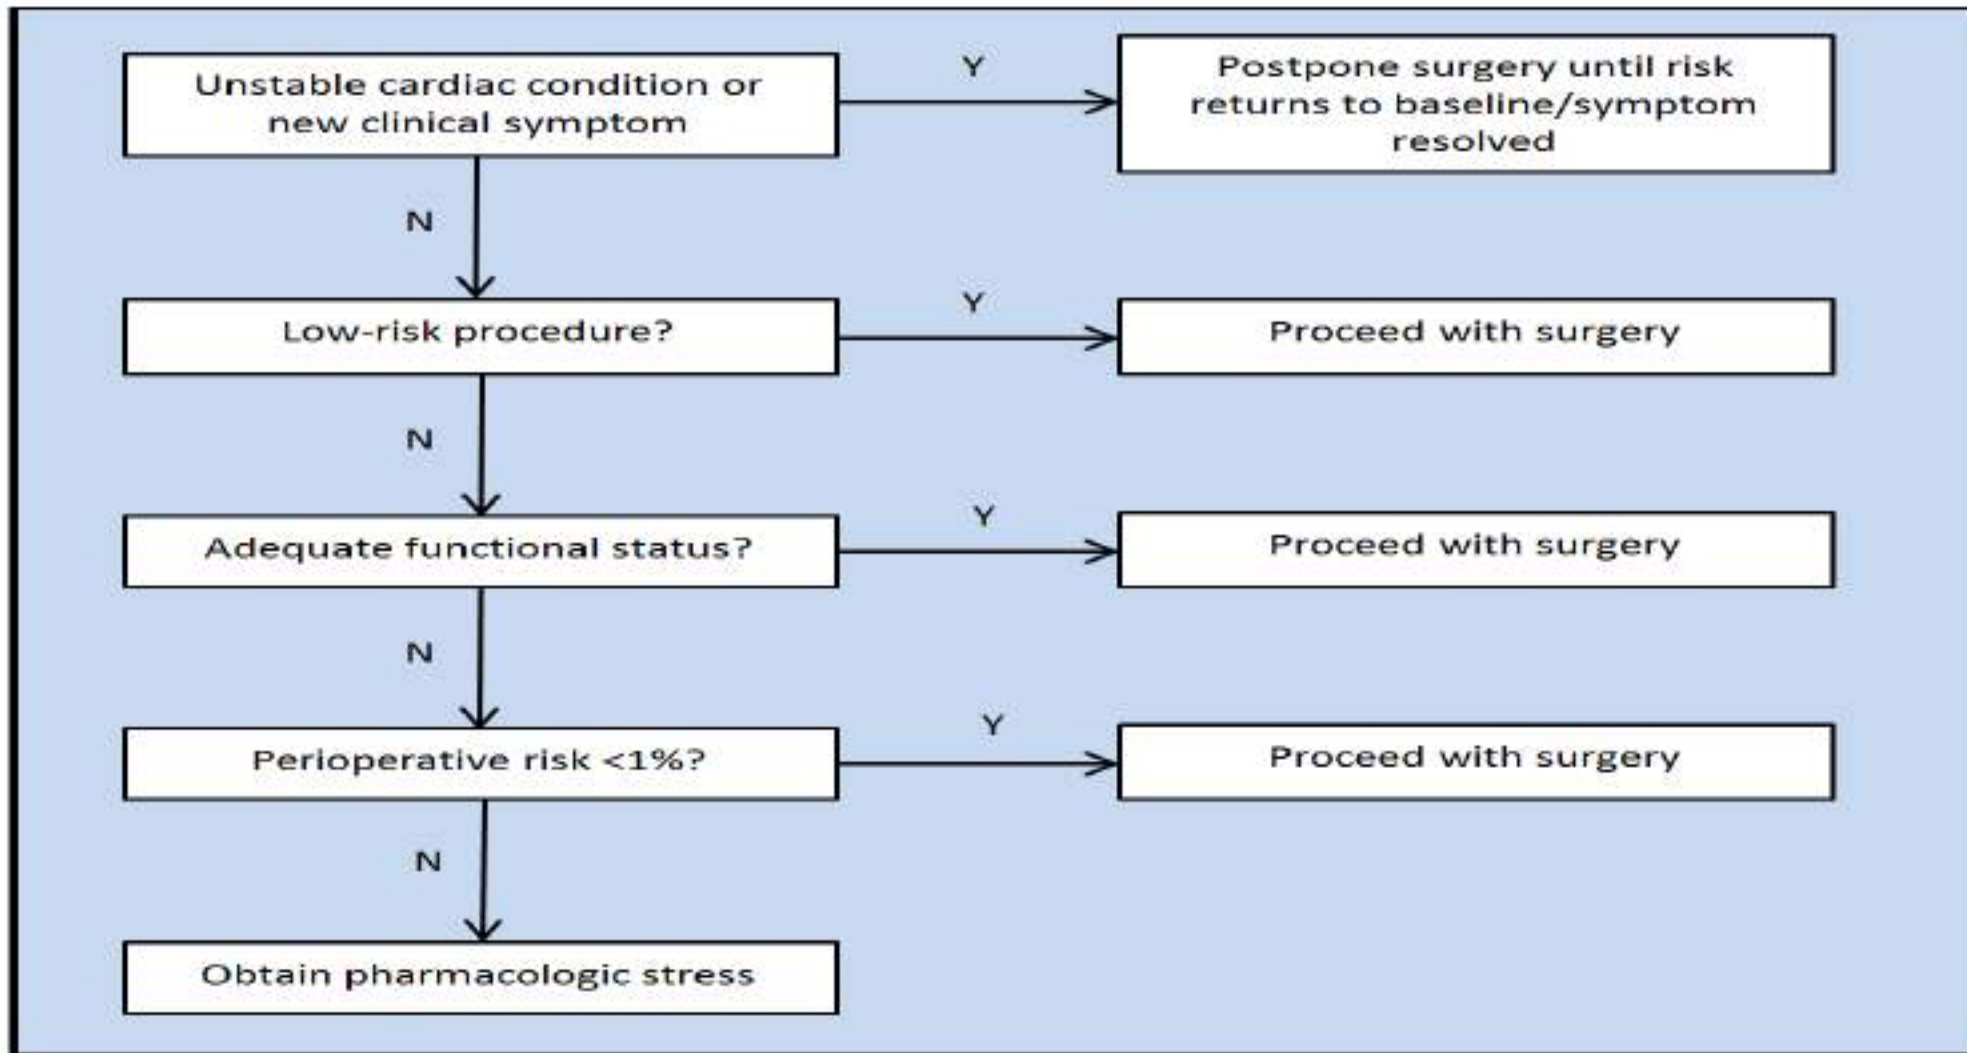 Unstable cardiac condition or
new clinical symptom
Y
Postpone surgery until risk
returns to baseline/symptom
resolved
N
Low-risk procedure?
Y
Proceed with surgery
N
Adequate functional status?
Y
Proceed with surgery
N
Perioperative risk <1%?
Y
Proceed with surgery
N
Obtain pharmacologic stress